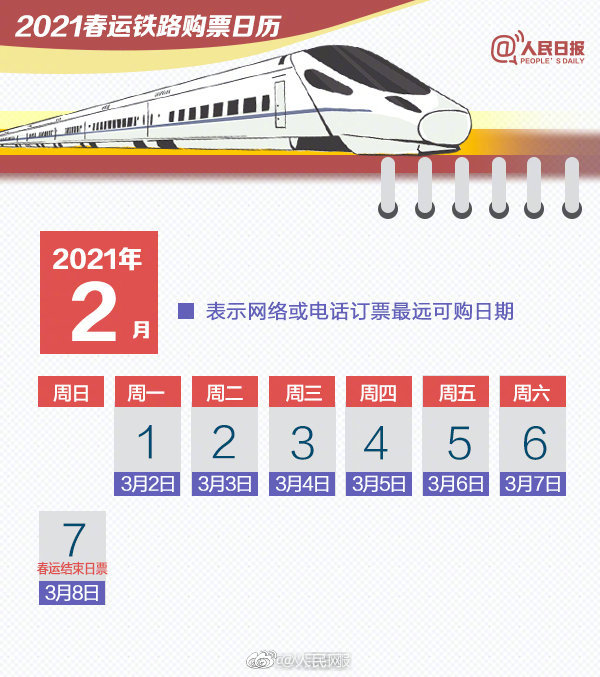 2021春运铁路购票日历
@人民日报
PEOPLE'S DAILY
2021年
2月
表示网络或电话订票最远可购日期
周日 周一 周二 周三 周四 周五 周六
1 2 3 4 5 6
3月2日 3月3日 3月4日 3月5日 3月6日 3月7日
7
春运结束日票
3月8日
@人民网